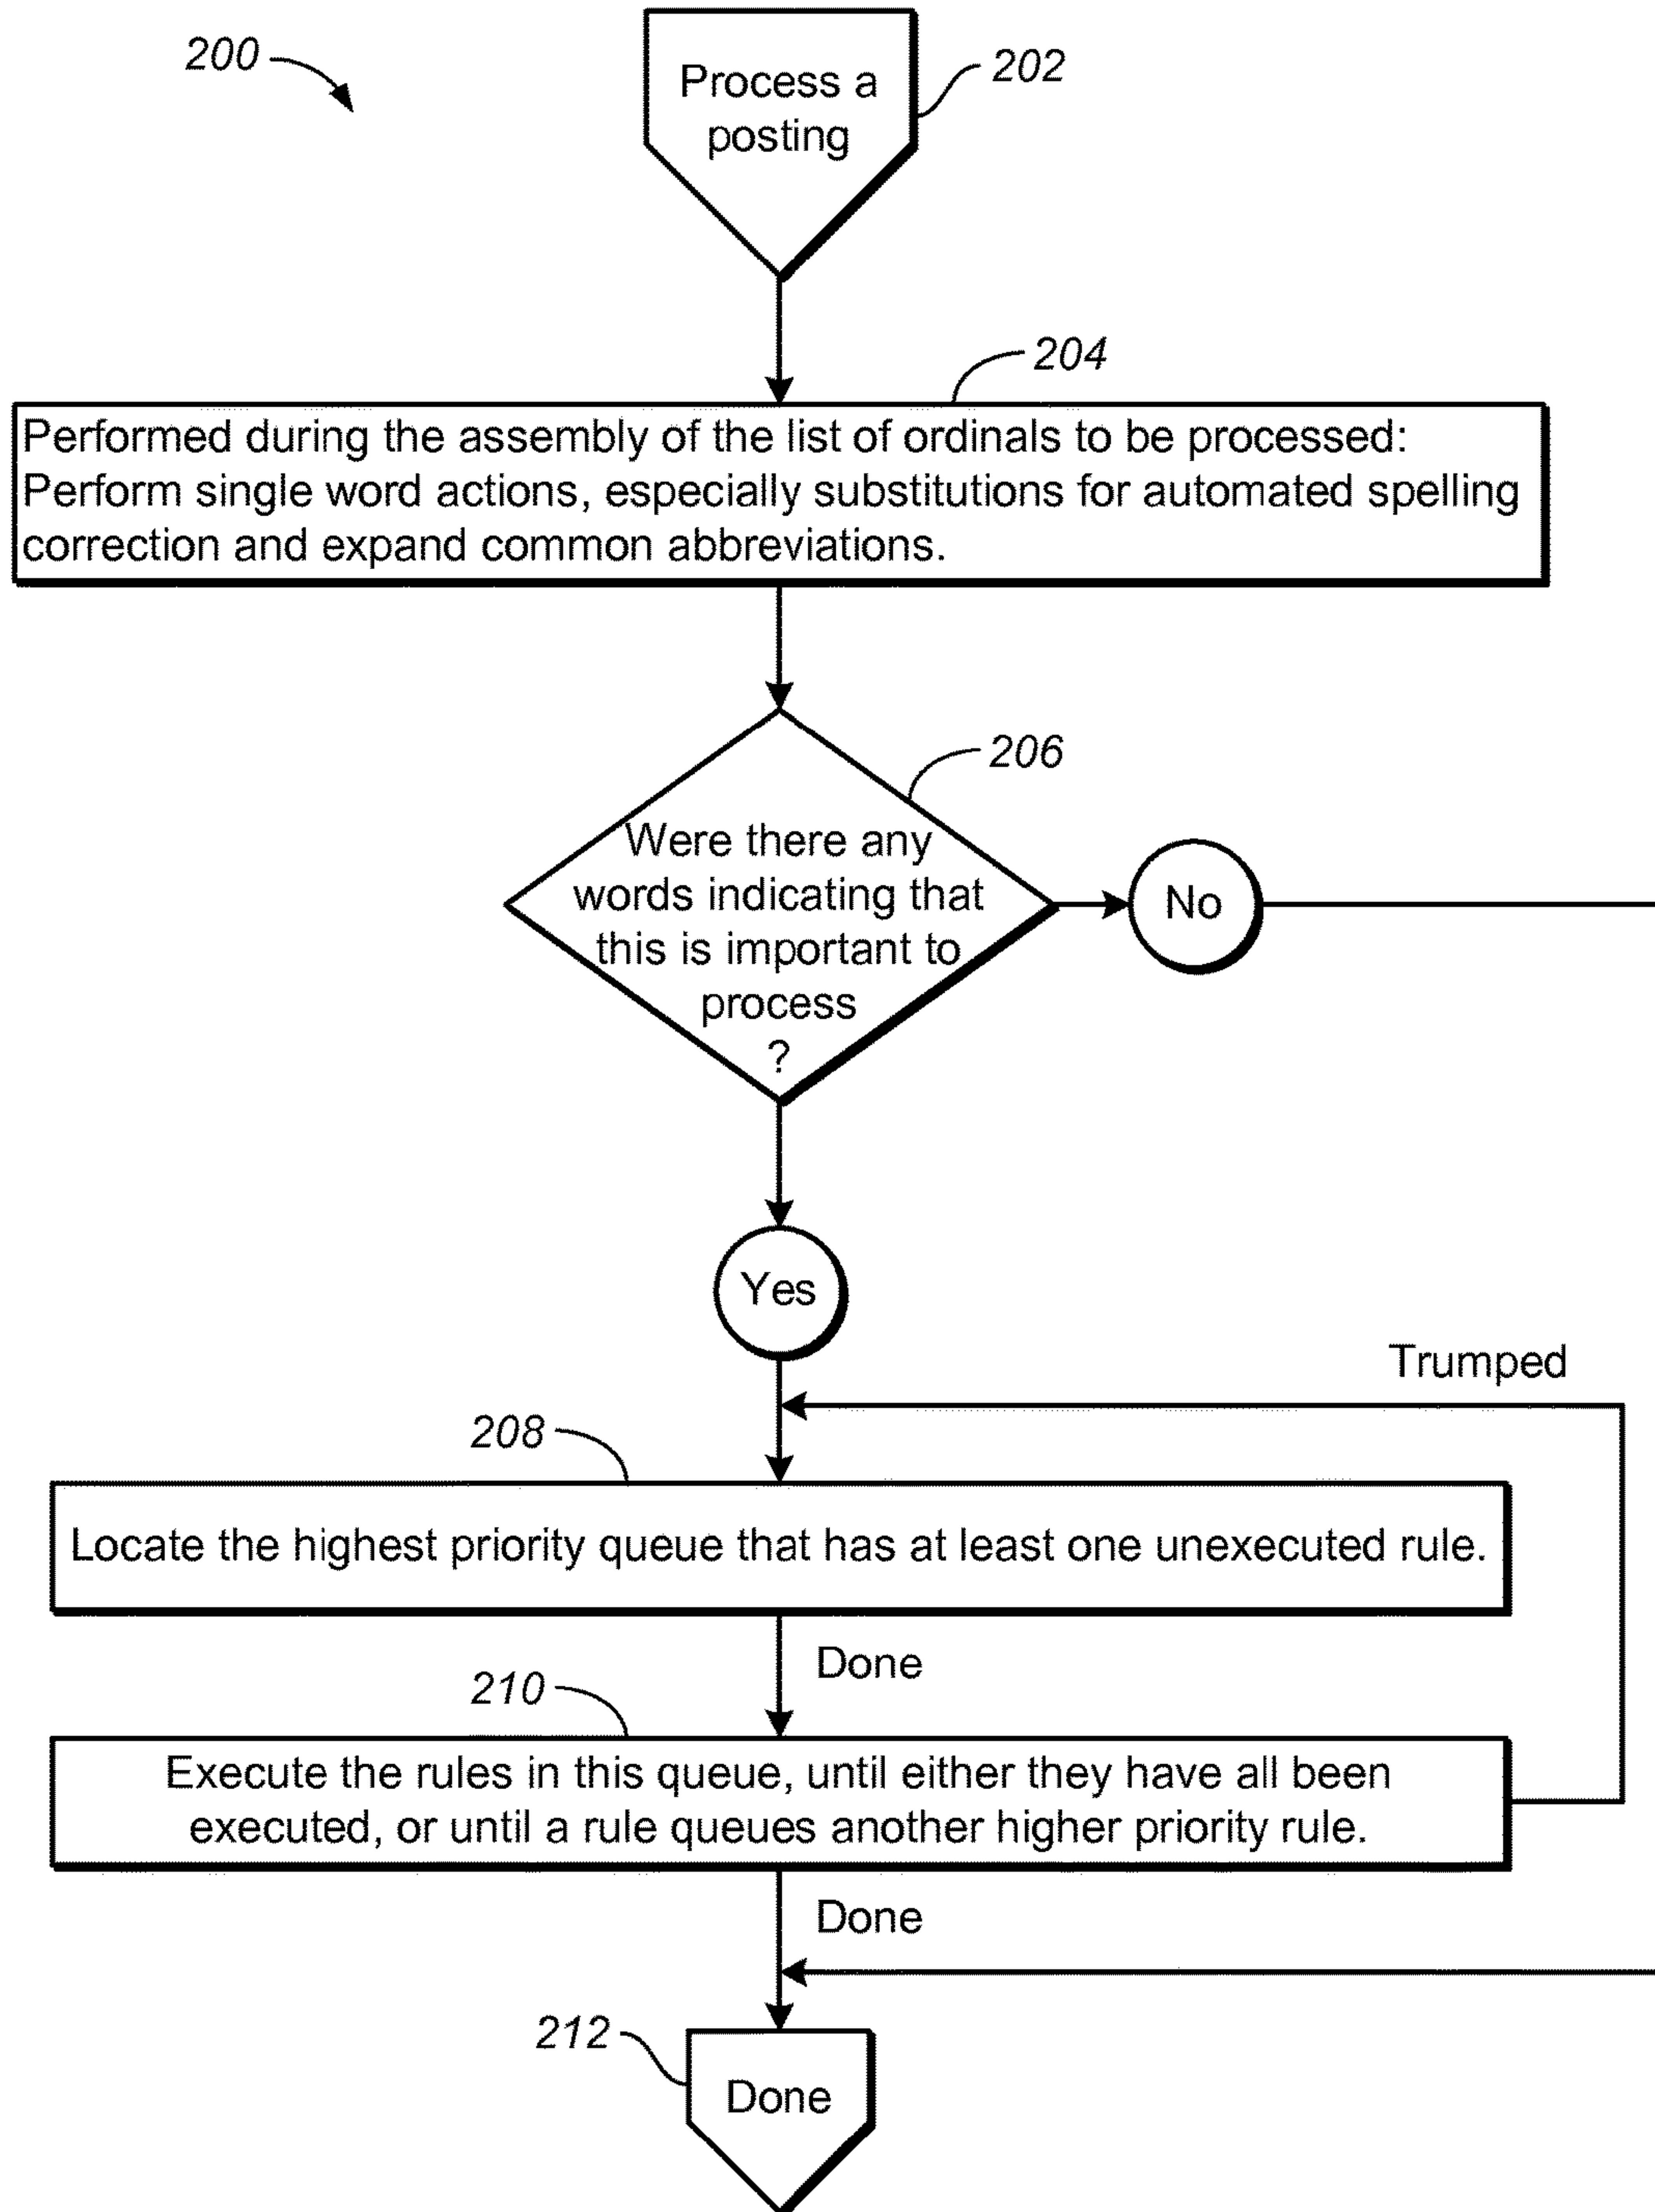 200
Process a
posting
202
204
Performed during the assembly of the list of ordinals to be processed:
Perform single word actions, especially substitutions for automated spelling
correction and expand common abbreviations.
206
Were there any
words indicating that
this is important to
process
?
No
Yes
Trumped
208
Locate the highest priority queue that has at least one unexecuted rule.
Done
210
Execute the rules in this queue, until either they have all been
executed, or until a rule queues another higher priority rule.
Done
212
Done